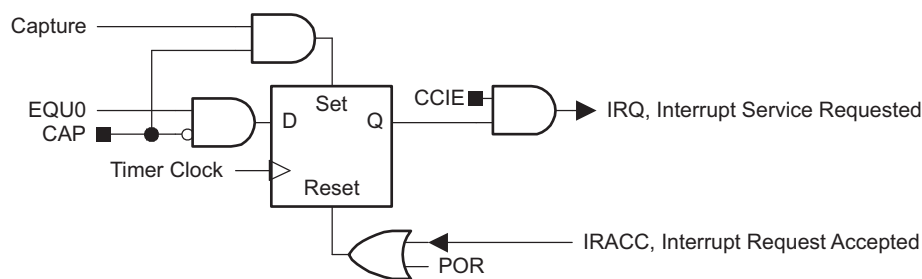 Capture
EQU0
CAP
Set
D
Q
CCIE
IRQ, Interrupt Service Requested
Timer Clock
Reset
IRACC, Interrupt Request Accepted
POR